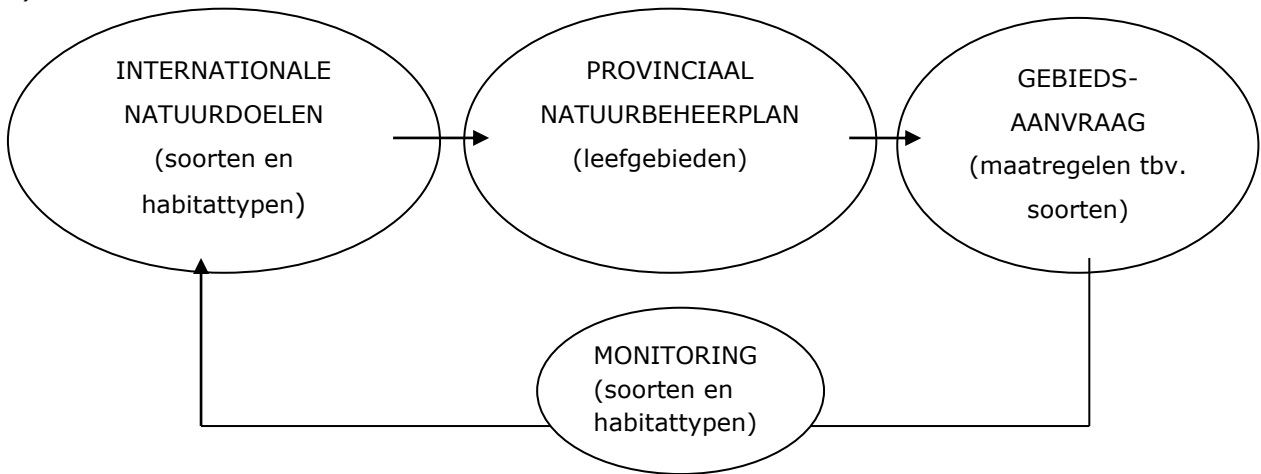 INTERNATIONALE
NATUURDOELEN
(soorten en
habitattypen)
PROVINCIAAL
NATUURBEHEERPLAN
(leefgebieden)
GEBIEDS-
AANVRAAG
(maatregelen tbv.
soorten)
MONITORING
(soorten en
habitattypen)